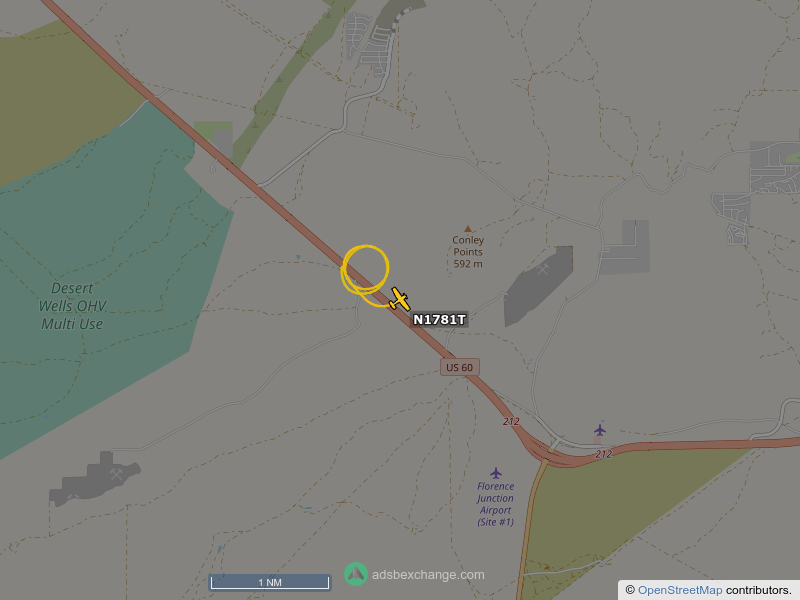 Conley
Points
592 m
Desert
Wells OHV
Multi Use
N1781T
US 60
212
212
Florence
Junction
Airport
(Site #1)
1 NM
adsbexchange.com
© OpenStreetMap contributors.